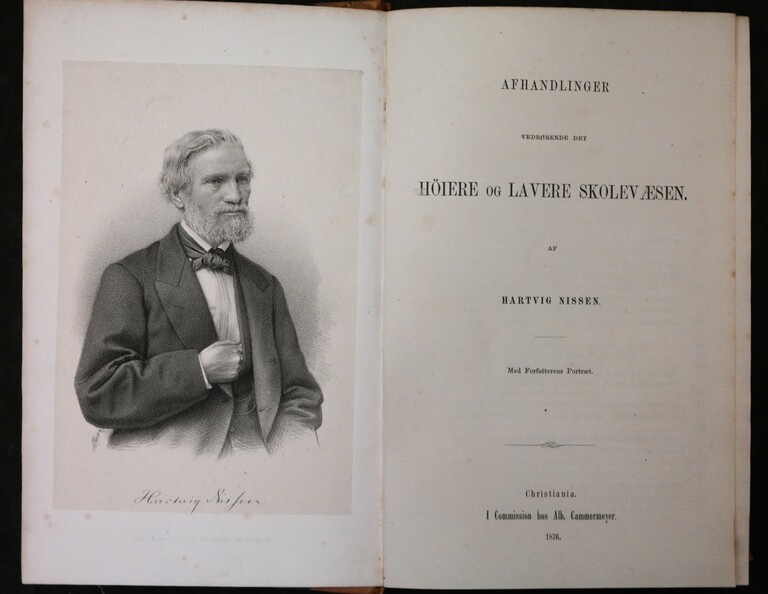 Hartvig Nissen
AFHANDLINGER
VEDRØRENDE DET
HÖIERE OG LAVERE SKOLEVÆSEN.
AF
HARTVIG NISSEN.
Med Forfatterens Portræt.
Christiania.
I Commission hos Alb. Cammermeyer.
1876.